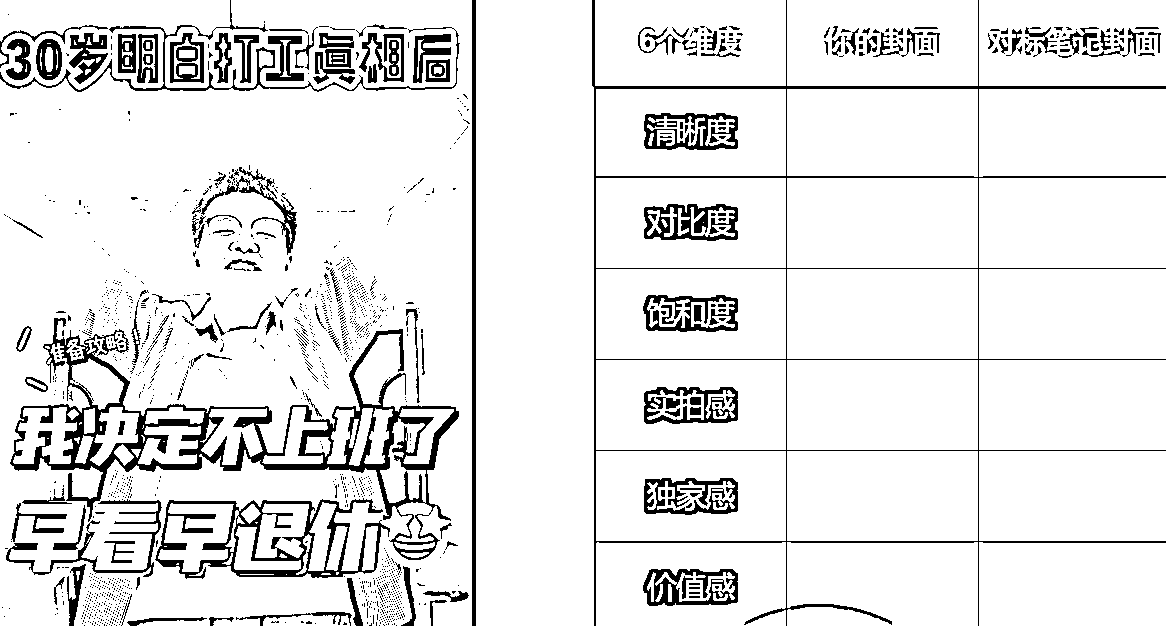 30岁明白打工真相后
准备攻略
我决定不上班了
早看早退休
6个维度 你的封面 对标笔记封面
清晰度
对比度
饱和度
实拍感
独家感
价值感